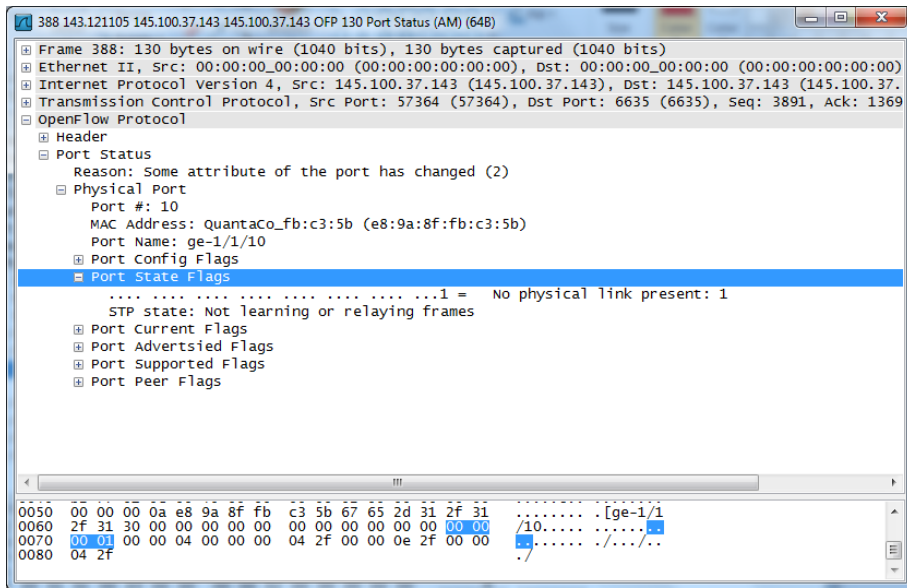 388 143.121105 145.100.37.143 145.100.37.143 OFP 130 Port Status (AM) (64B)
Frame 388: 130 bytes on wire (1040 bits), 130 bytes captured (1040 bits)
Ethernet II, Src: 00:00:00_00:00:00 (00:00:00:00:00:00), Dst: 00:00:00_00:00:00 (00:00:00:00:00:00)
Internet Protocol Version 4, Src: 145.100.37.143 (145.100.37.143), Dst: 145.100.37.143 (145.100.37.
Transmission Control Protocol, Src Port: 57364 (57364), Dst Port: 6635 (6635), Seq: 3891, Ack: 1369
OpenFlow Protocol
Header
Port Status
Reason: Some attribute of the port has changed (2)
Physical Port
Port #: 10
MAC Address: QuantaCo_fb:c3:5b (e8:9a:8f:fb:c3:5b)
Port Name: ge-1/1/10
Port Config Flags
Port State Flags
.... .... .... .... .... .... .... ...1 = No physical link present: 1
STP state: Not learning or relaying frames
Port Current Flags
Port Advertsied Flags
Port Supported Flags
Port Peer Flags
0050 00 00 00 0a e8 9a 8f fb c3 5b 67 65 2d 31 2f 31 ........ .[ge-1/1
0060 2f 31 30 00 00 00 00 00 00 00 00 00 00 00 00 00 /10..... ........
0070 00 01 00 00 04 00 00 00 04 2f 00 00 0e 2f 00 00 ........ ./.../..
0080 04 2f ./